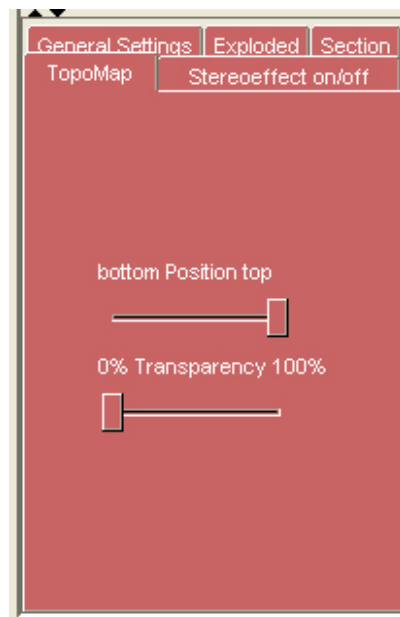 General Settings Exploded Section
TopoMap Stereoeffect on/off
bottom Position top
0% Transparency 100%